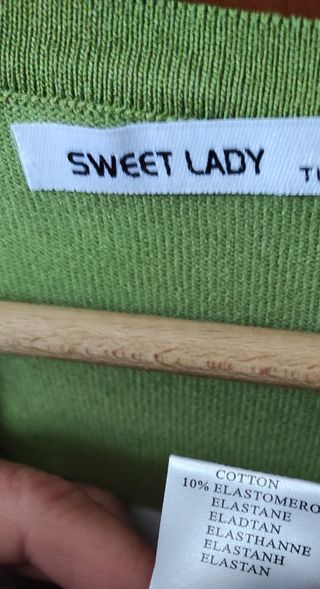 SWEET LADY
COTTON
10% ELASTOMERO
ELASTANE
ELADTAN
ELASTHANNE
ELASTANH
ELASTAN